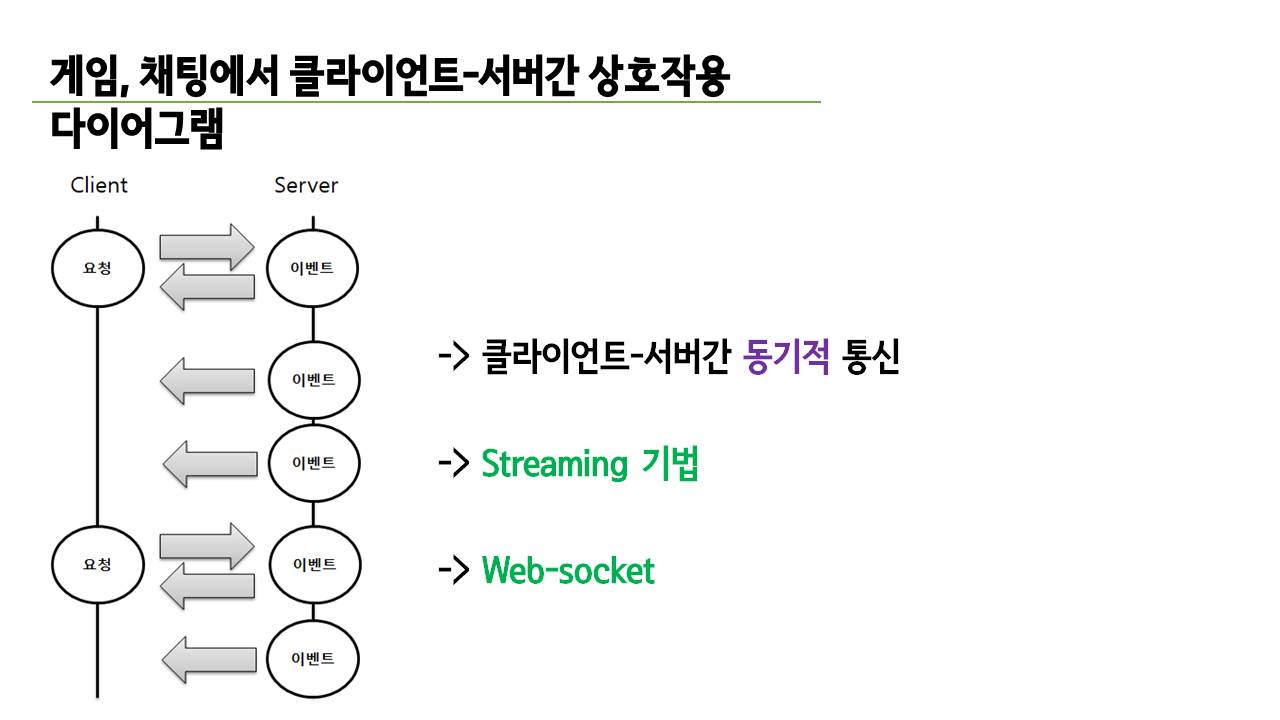 게임, 채팅에서 클라이언트-서버간 상호작용
다이어그램
Client Server
요청 이벤트
이벤트
-> 클라이언트-서버간 동기적 통신
이벤트
-> Streaming 기법
요청 이벤트
-> Web-socket
이벤트